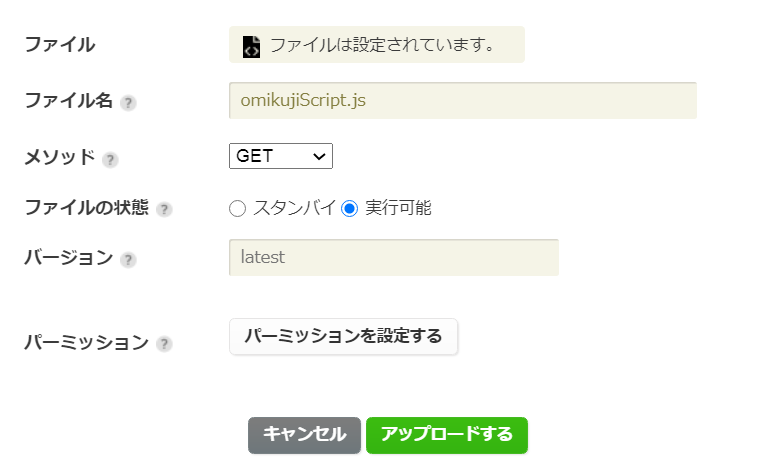 ファイル ファイルは設定されています。
ファイル名 ? omikujiScript.js
メソッド ? GET
ファイルの状態 ? スタンバイ 実行可能
バージョン ? latest
パーミッション ? パーミッションを設定する
キャンセル アップロードする